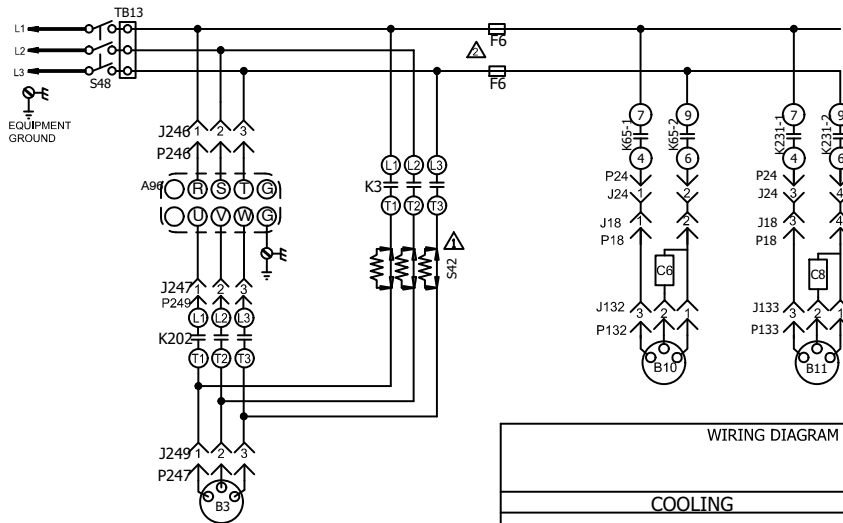 TB13
L1
L2
L3
S48
EQUIPMENT
GROUND
F6
2
F6
J246 1 2 3
P246
A96 R S T G
U V W G
J247 1 2 3
P249
L1 L2 L3
K202
T1 T2 T3
J249 1 2 3
P247
B3
L1 L2 L3
K3
T1 T2 T3
1
S42
7 9
K65-1 K65-2
4 6
P24
J24 1 2
J18 1 2
P18
C6
J132 3 2 1
P132
B10
7 9
K231-1 K231-2
4 6
P24
J24 3 4
J18 3 4
P18
C8
J133 3 2 1
P133
B11
WIRING DIAGRAM
COOLING